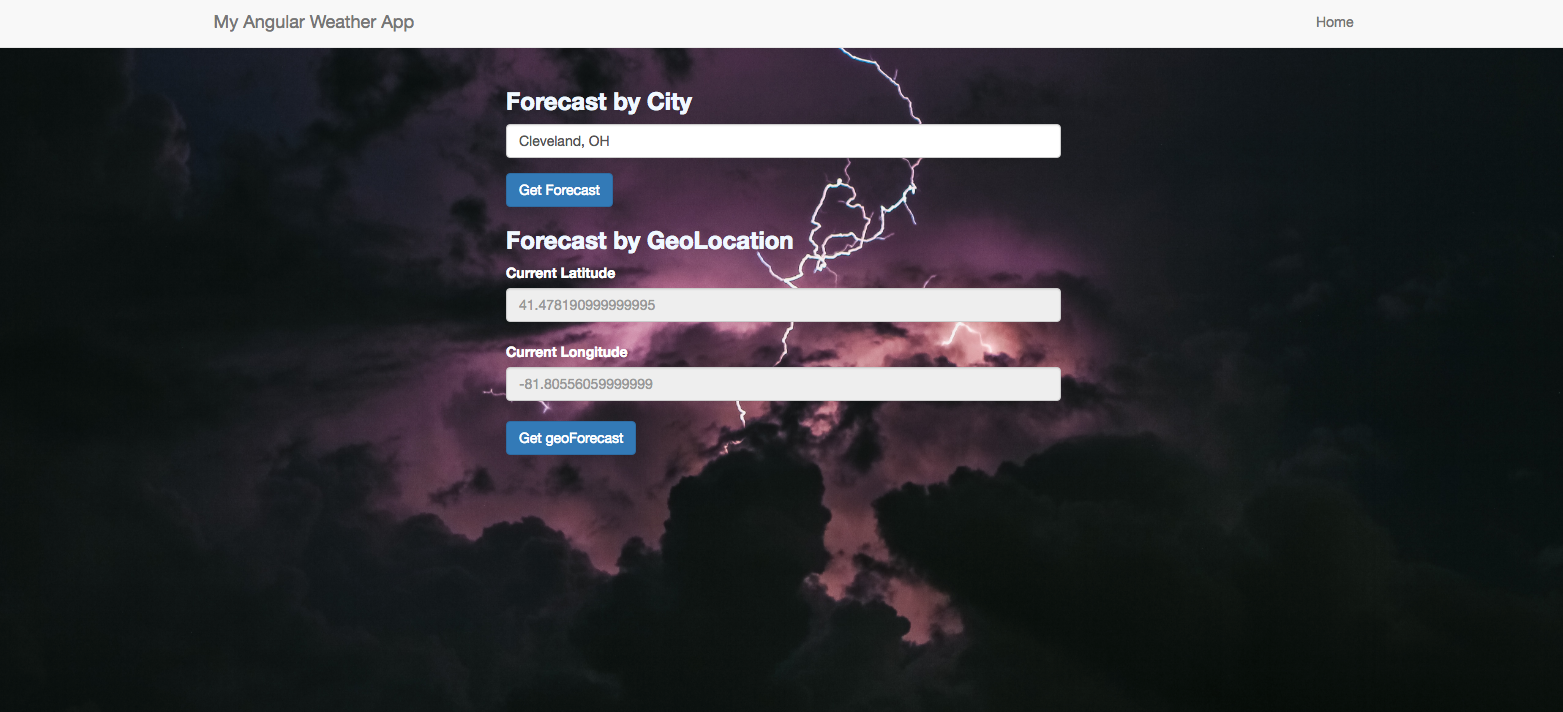 My Angular Weather App
Home
Forecast by City
Cleveland, OH
Get Forecast
Forecast by GeoLocation
Current Latitude
41.478190999999995
Current Longitude
-81.80556059999999
Get geoForecast